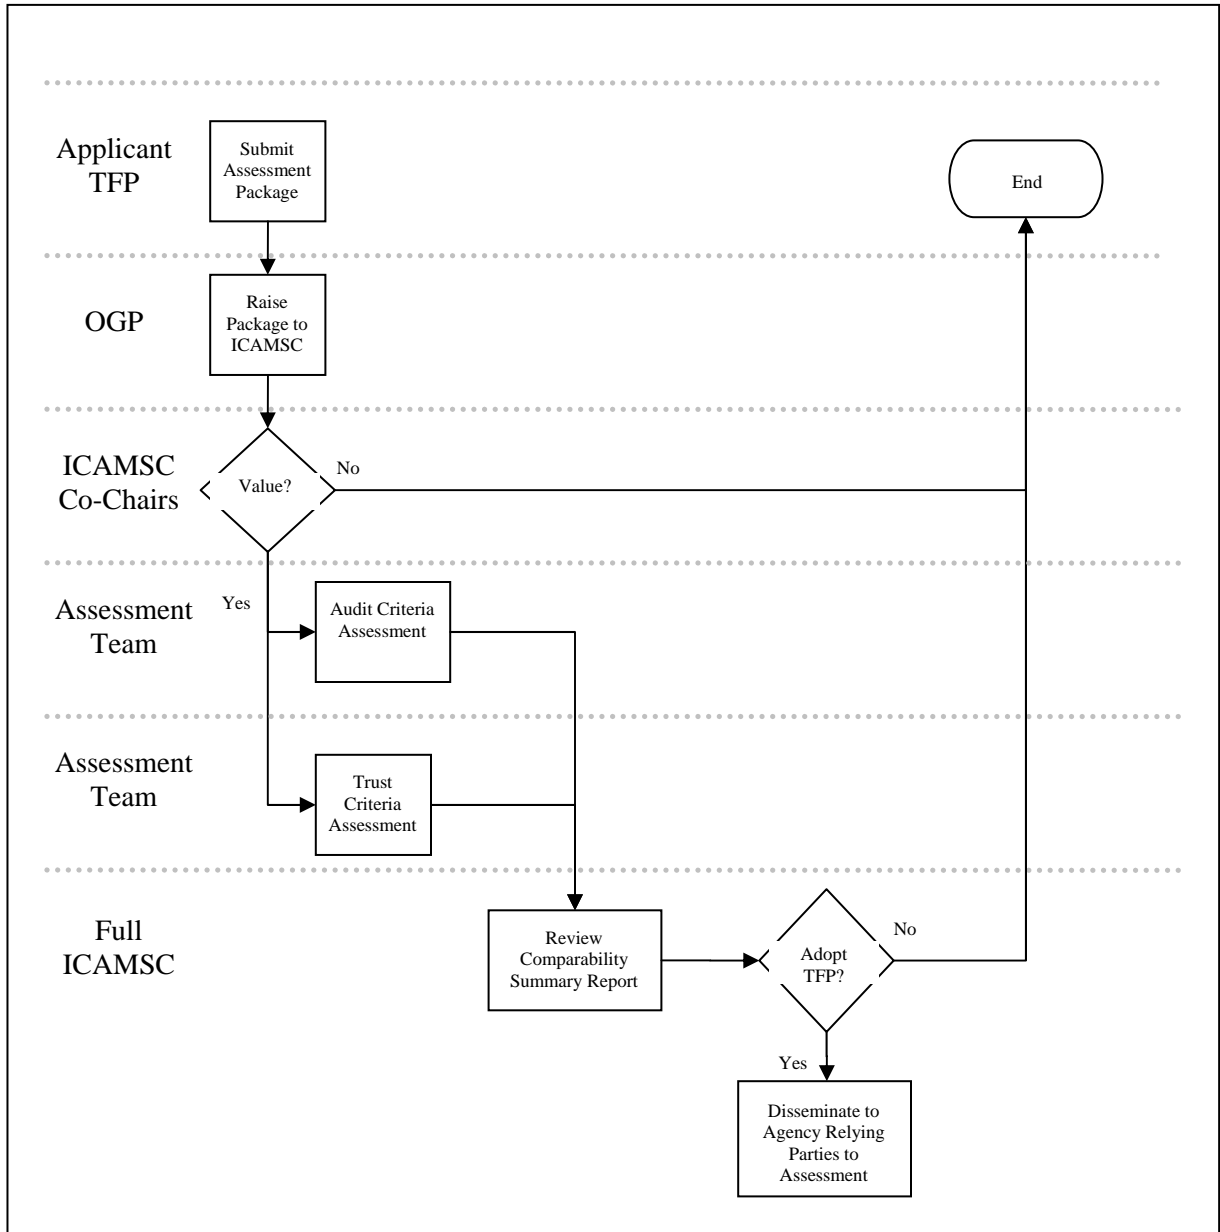 Applicant
TFP
Submit
Assessment
Package
End
OGP
Raise
Package to
ICAMSC
ICAMSC
Co-Chairs
Value?
No
Assessment
Team
Yes
Audit Criteria
Assessment
Assessment
Team
Trust
Criteria
Assessment
Full
ICAMSC
Review
Comparability
Summary Report
Adopt
TFP?
No
Yes
Disseminate to
Agency Relying
Parties to
Assessment